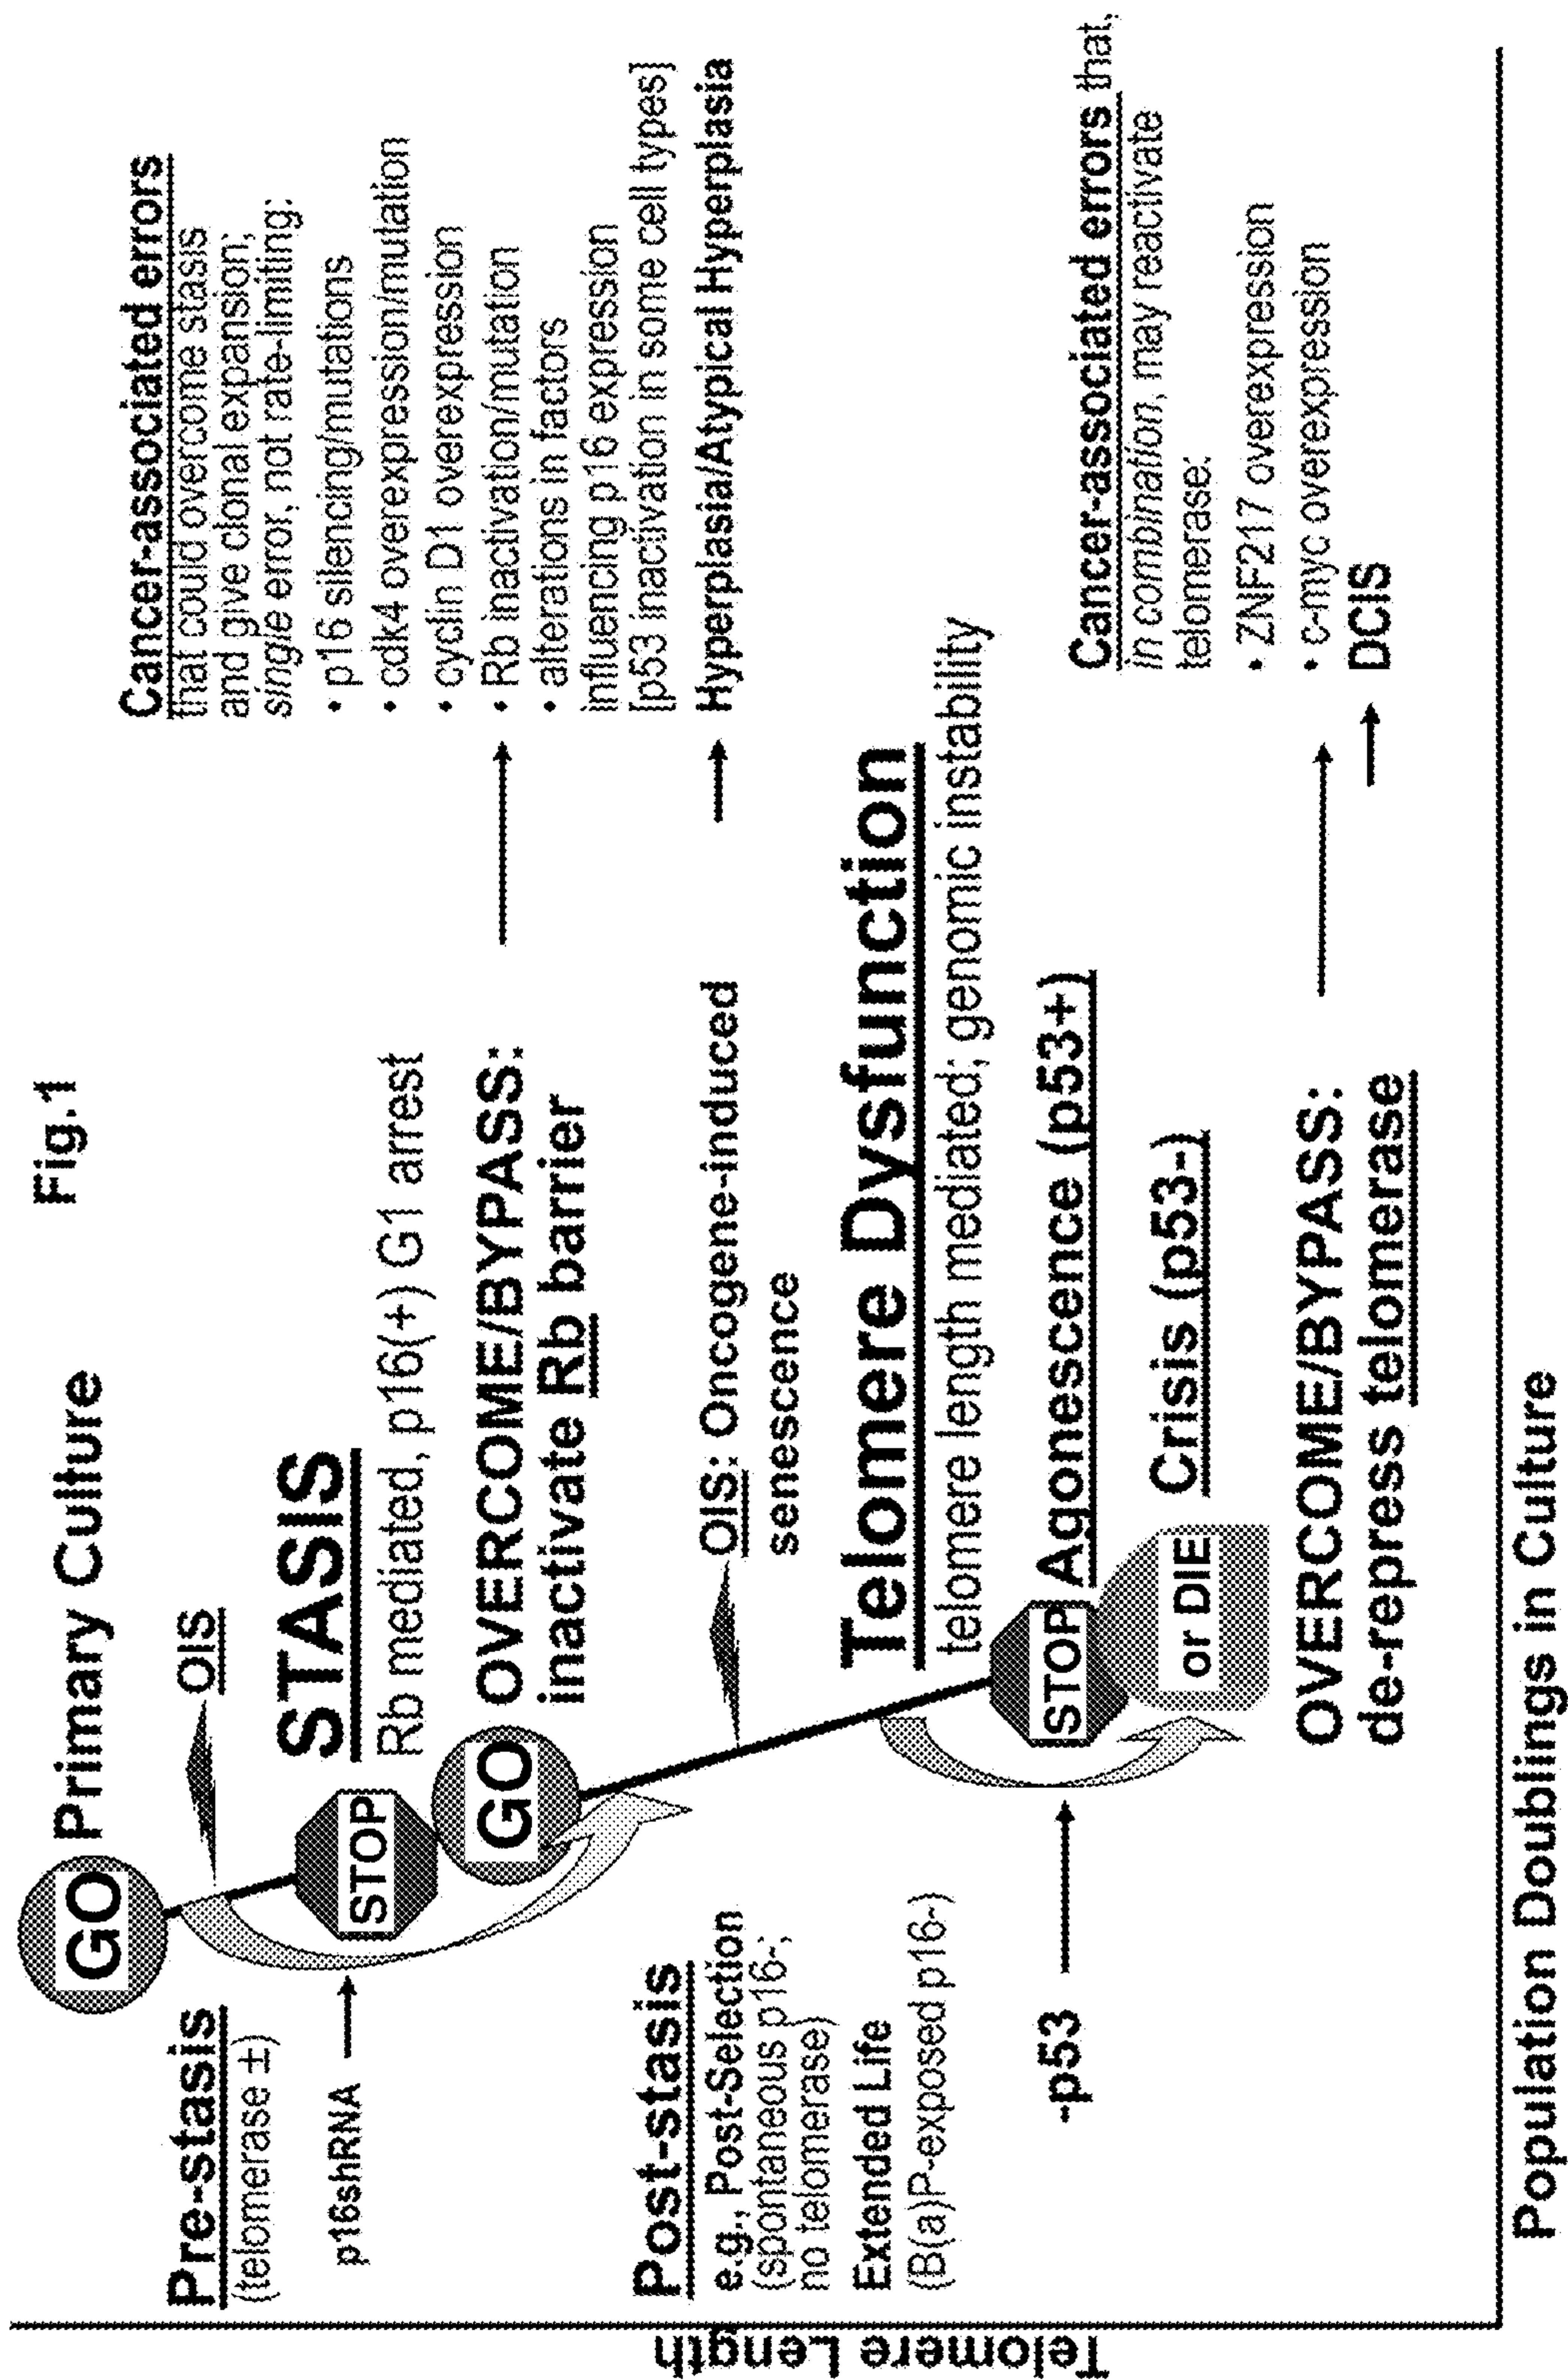 Fig.1
GO Primary Culture
Pre-stasis
(telomerase ±)
OIS
p16shRNA
STOP
STASIS
Rb mediated, p16(+) G1 arrest
GO
OVERCOME/BYPASS:
inactivate Rb barrier
Cancer-associated errors
that could overcome stasis
and give clonal expansion;
single error, not rate-limiting:
• p16 silencing/mutations
• cdk4 overexpression/mutation
• cyclin D1 overexpression
• Rb inactivation/mutation
• alterations in factors
influencing p16 expression
[p53 inactivation in some cell types]
Hyperplasia/Atypical Hyperplasia
Post-stasis
e.g., Post-Selection
(spontaneous p16-;
no telomerase)
Extended Life
(B(a)P-exposed p16-)
OIS: Oncogene-induced
senescence
Telomere Dysfunction
telomere length mediated; genomic instability
-p53
STOP
Agonescence (p53+)
or DIE
Crisis (p53-)
OVERCOME/BYPASS:
de-repress telomerase
Cancer-associated errors that,
in combination, may reactivate
telomerase:
• ZNF217 overexpression
• c-myc overexpression
DCIS
Telomere Length
Population Doublings in Culture